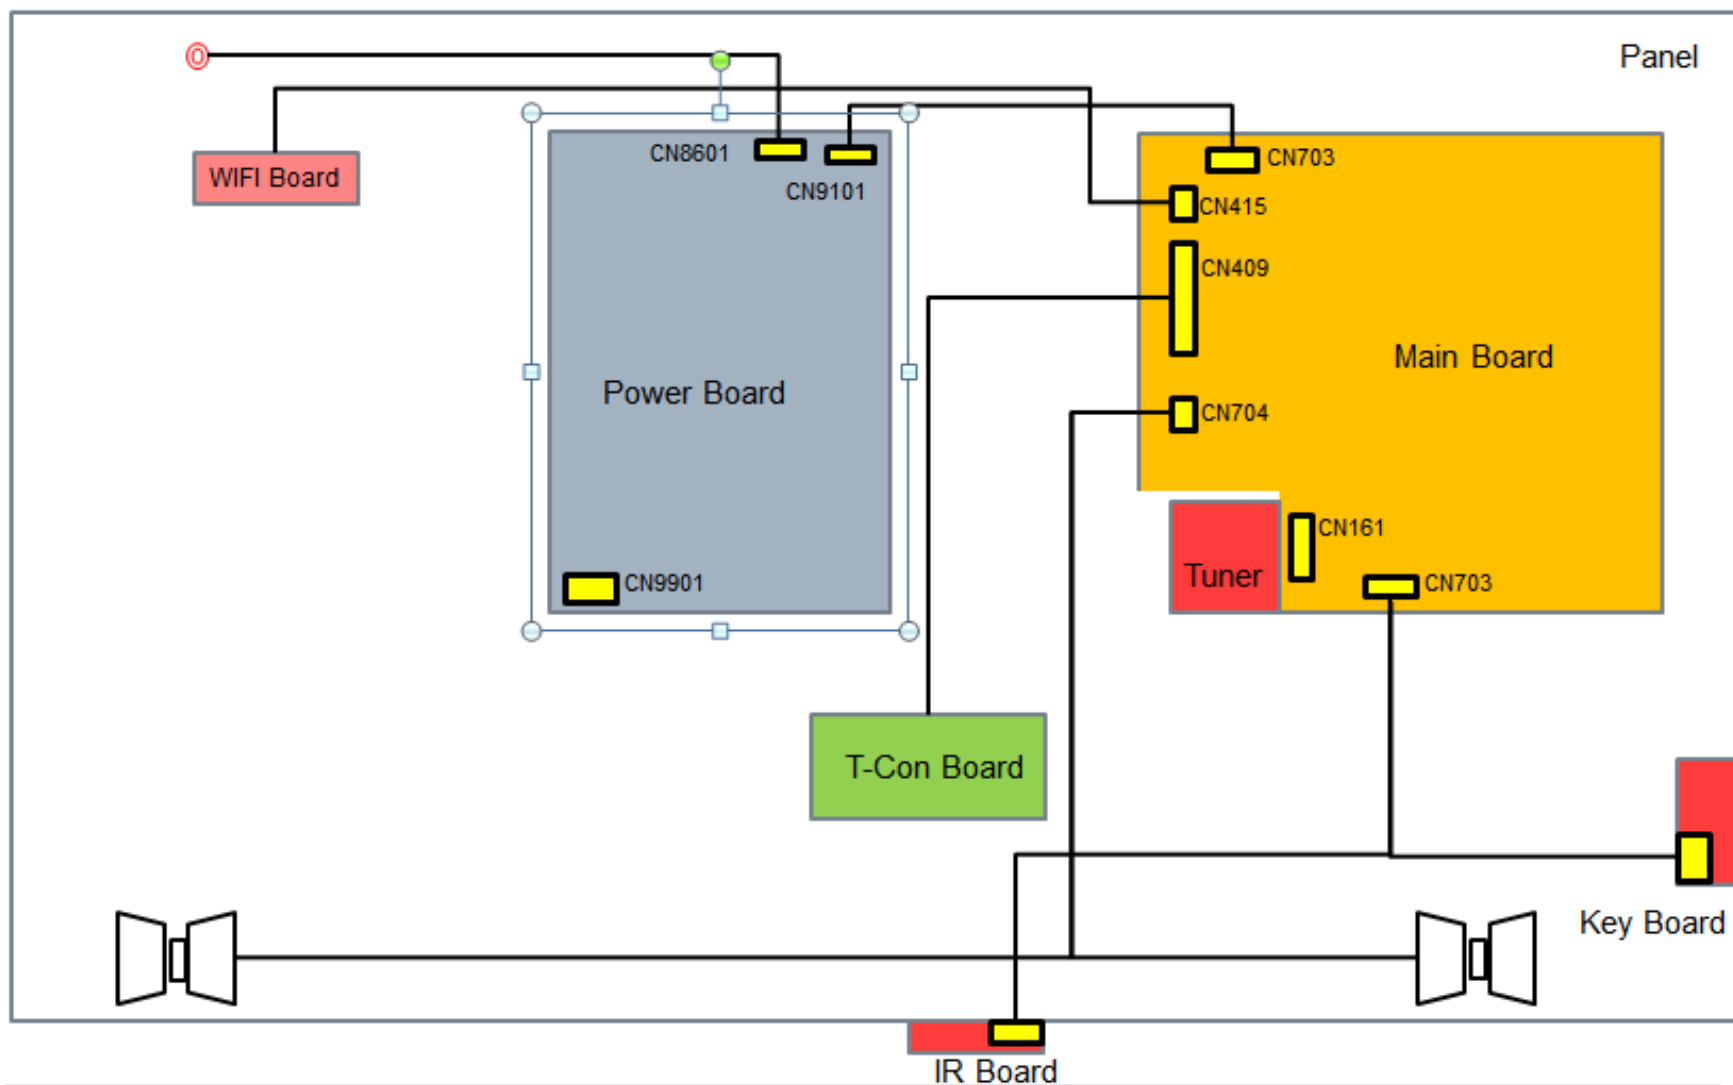 Panel
O
WIFI Board
CN8601
CN9101
CN703
CN415
CN409
Main Board
Power Board
CN704
CN161
Tuner
CN9901
CN703
T-Con Board
Key Board
IR Board